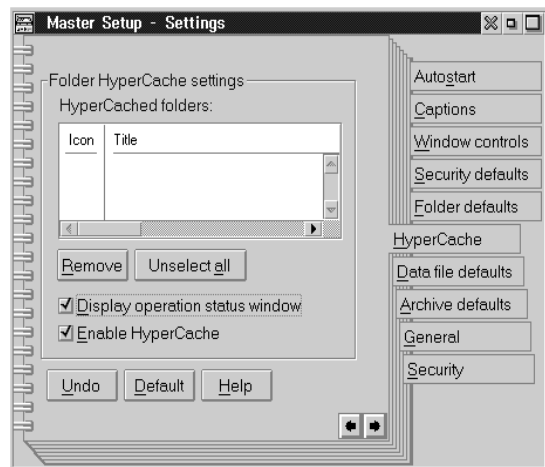 Master Setup - Settings
Folder HyperCache settings
HyperCached folders:
Icon Title
Remove Unselect all
Display operation status window
Enable HyperCache
Undo Default Help
Autostart
Captions
Window controls
Security defaults
Folder defaults
HyperCache
Data file defaults
Archive defaults
General
Security